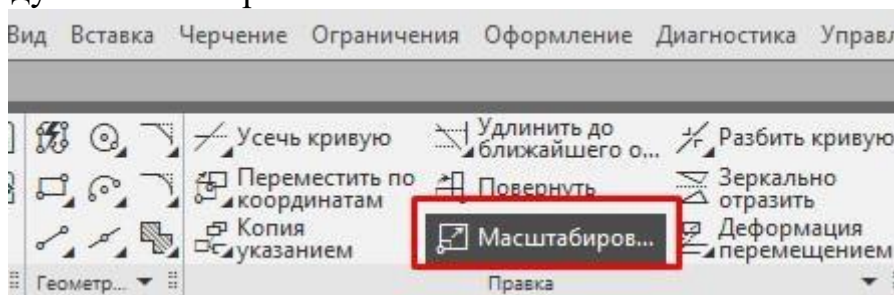 Вид Вставка Черчение Ограничения Оформление Диагностика Управл
Усечь кривую
Удлинить до
ближайшего о...
Разбить кривую
Переместить по
координатам
Повернуть
Зеркально
отразить
Копия
указанием
Масштабиров...
Деформация
перемещением
Геометр...
Правка